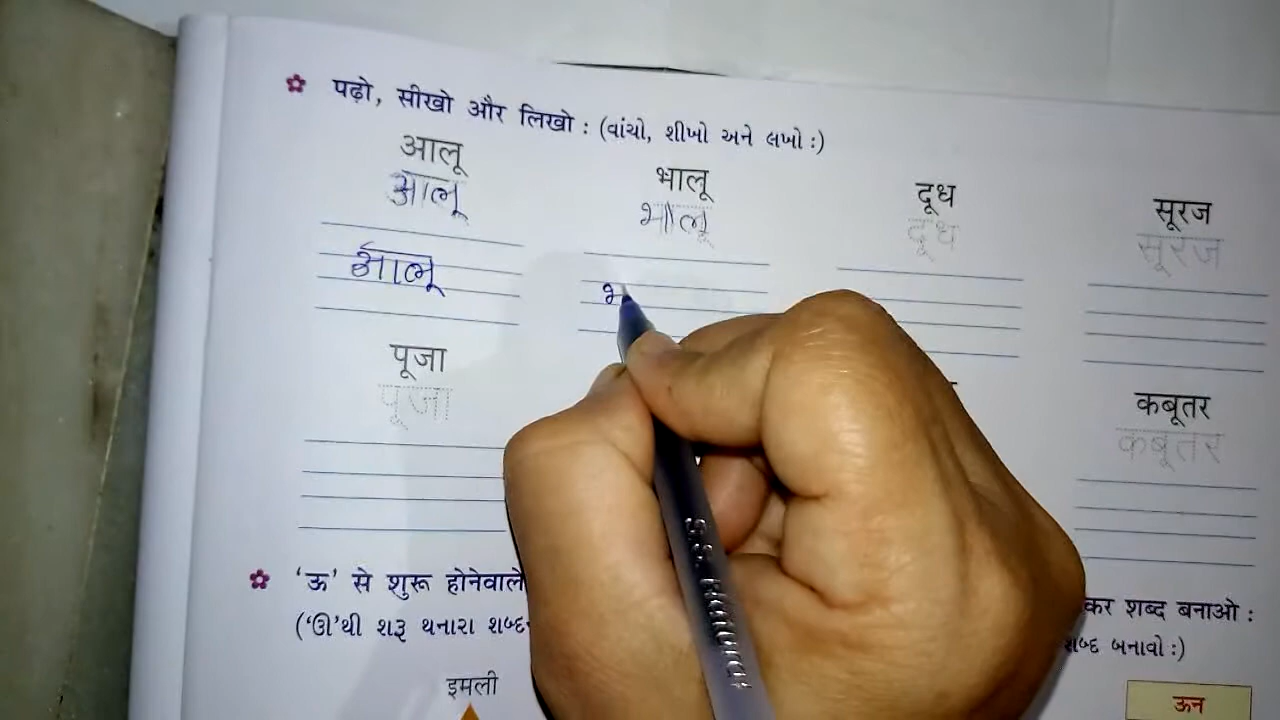 पढ़ो, सीखो और लिखो : (વાંચો, શીખો અને લખો :)
आलू भालू दूध सूरज
आलू भालू दूध सूरज
आलू भ
पूजा कबूतर
पूजा कबूतर
'ऊ' से शुरू होनेवाले कर शब्द बनाओ :
('ઊ'થી શરૂ થનારા શબ્દ શબ્દ બનાવો :)
इमली ऊन